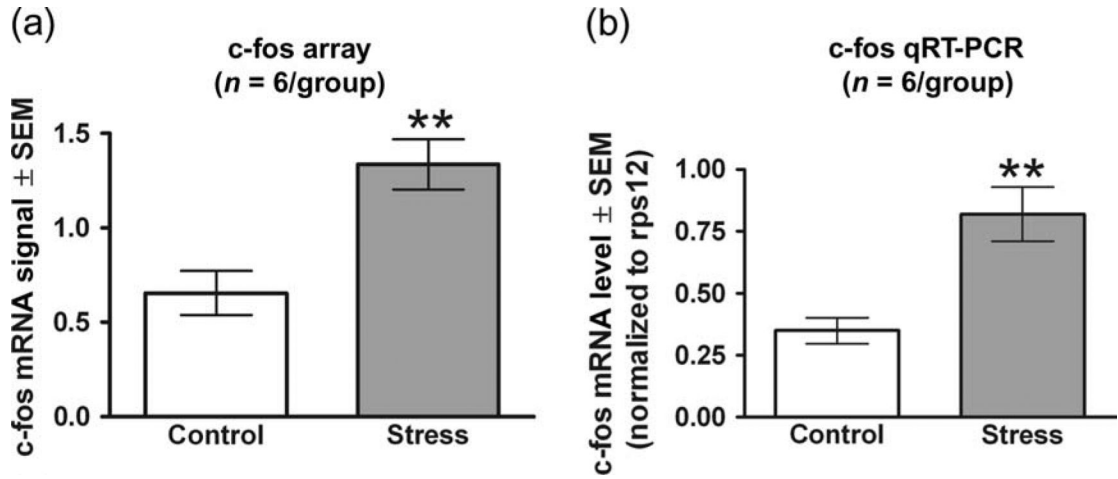 (a)
c-fos array
(n = 6/group)
c-fos mRNA signal ± SEM
1.5
1.0
0.5
0.0
**
Control
Stress
(b)
c-fos qRT-PCR
(n = 6/group)
c-fos mRNA level ± SEM
(normalized to rps12)
1.00
0.75
0.50
0.25
0.00
**
Control
Stress